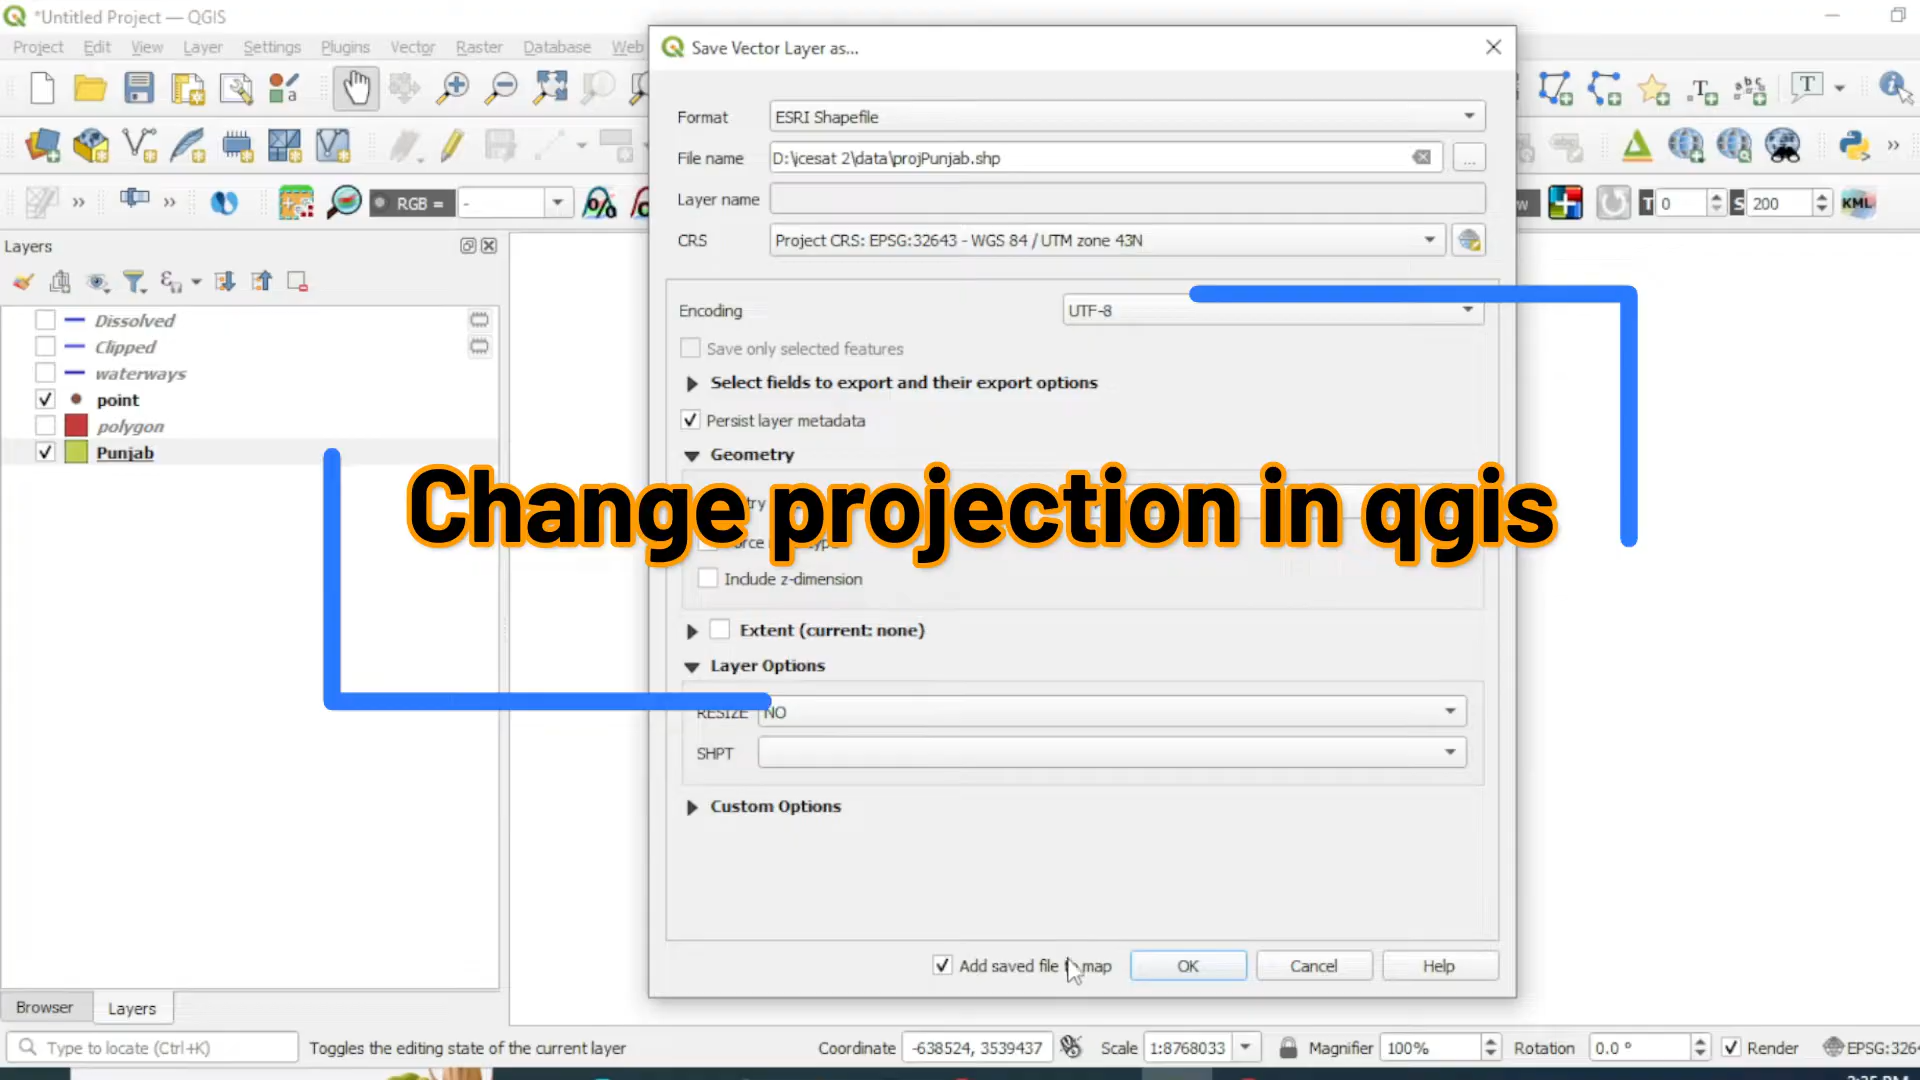 *Untitled Project — QGIS
Project Edit View Layer Settings Plugins Vector Raster Database Web
RGB = -
T 0 S 200 KML
Layers
Dissolved
Clipped
waterways
point
polygon
Punjab
Save Vector Layer as...
Format ESRI Shapefile
File name D:\icesat 2\data\projPunjab.shp ...
Layer name
CRS Project CRS: EPSG:32643 - WGS 84 / UTM zone 43N
Encoding UTF-8
Save only selected features
Select fields to export and their export options
Persist layer metadata
Geometry
Change projection in qgis
Include z-dimension
Extent (current: none)
Layer Options
RESIZE NO
SHPT
Custom Options
Add saved file map OK Cancel Help
Browser Layers
Type to locate (Ctrl+K) Toggles the editing state of the current layer Coordinate -638524, 3539437 Scale 1:8768033 Magnifier 100% Rotation 0.0 ° Render EPSG:326